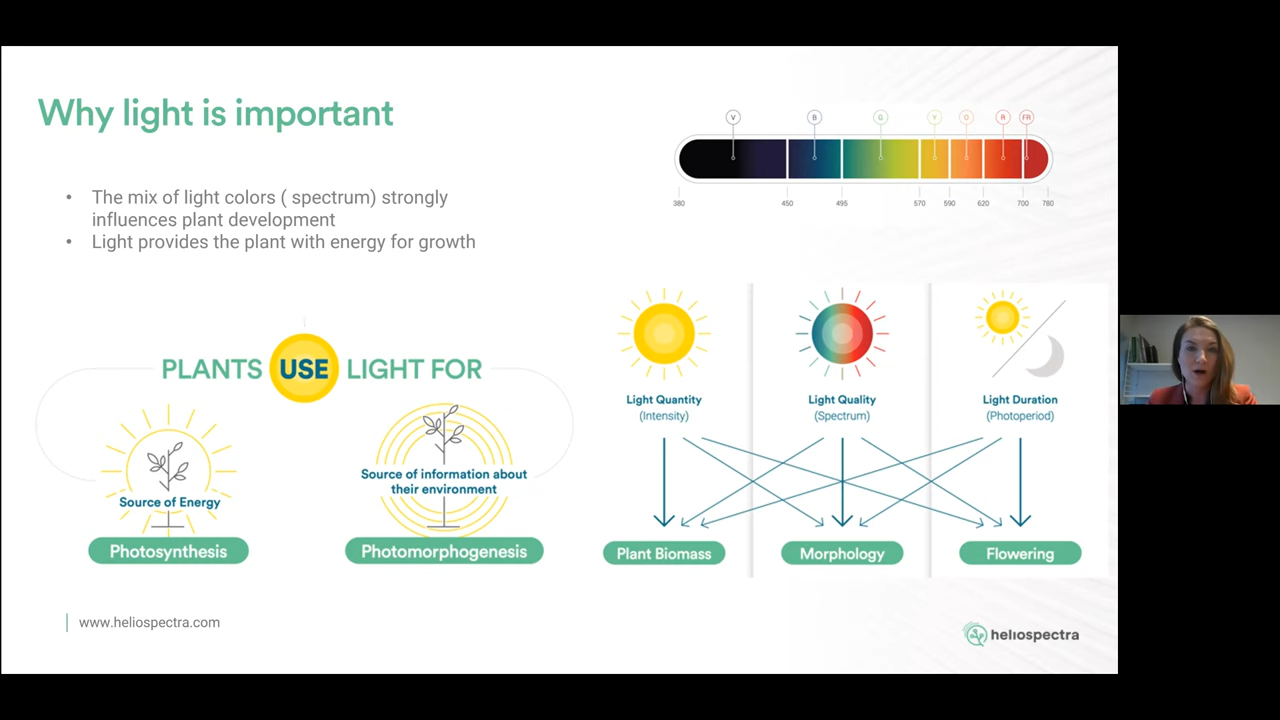 Why light is important
V B G Y O R FR
380 450 495 570 590 620 700 780
• The mix of light colors ( spectrum) strongly
influences plant development
• Light provides the plant with energy for growth
PLANTS USE LIGHT FOR
Source of Energy
Photosynthesis
Source of information about
their environment
Photomorphogenesis
Light Quantity
(Intensity)
Light Quality
(Spectrum)
Light Duration
(Photoperiod)
Plant Biomass
Morphology
Flowering
www.heliospectra.com
heliospectra